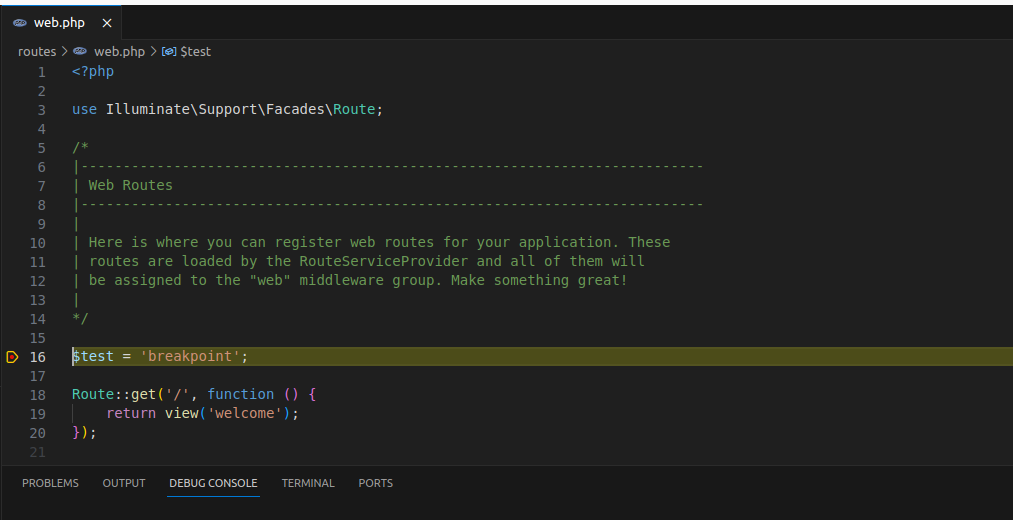 web.php
routes > web.php > $test
1 <?php
2
3 use Illuminate\Support\Facades\Route;
4
5 /*
6 |--------------------------------------------------------------------------
7 | Web Routes
8 |--------------------------------------------------------------------------
9 |
10 | Here is where you can register web routes for your application. These
11 | routes are loaded by the RouteServiceProvider and all of them will
12 | be assigned to the "web" middleware group. Make something great!
13 |
14 */
15
16 $test = 'breakpoint';
17
18 Route::get('/', function () {
19     return view('welcome');
20 });
21
PROBLEMS OUTPUT DEBUG CONSOLE TERMINAL PORTS